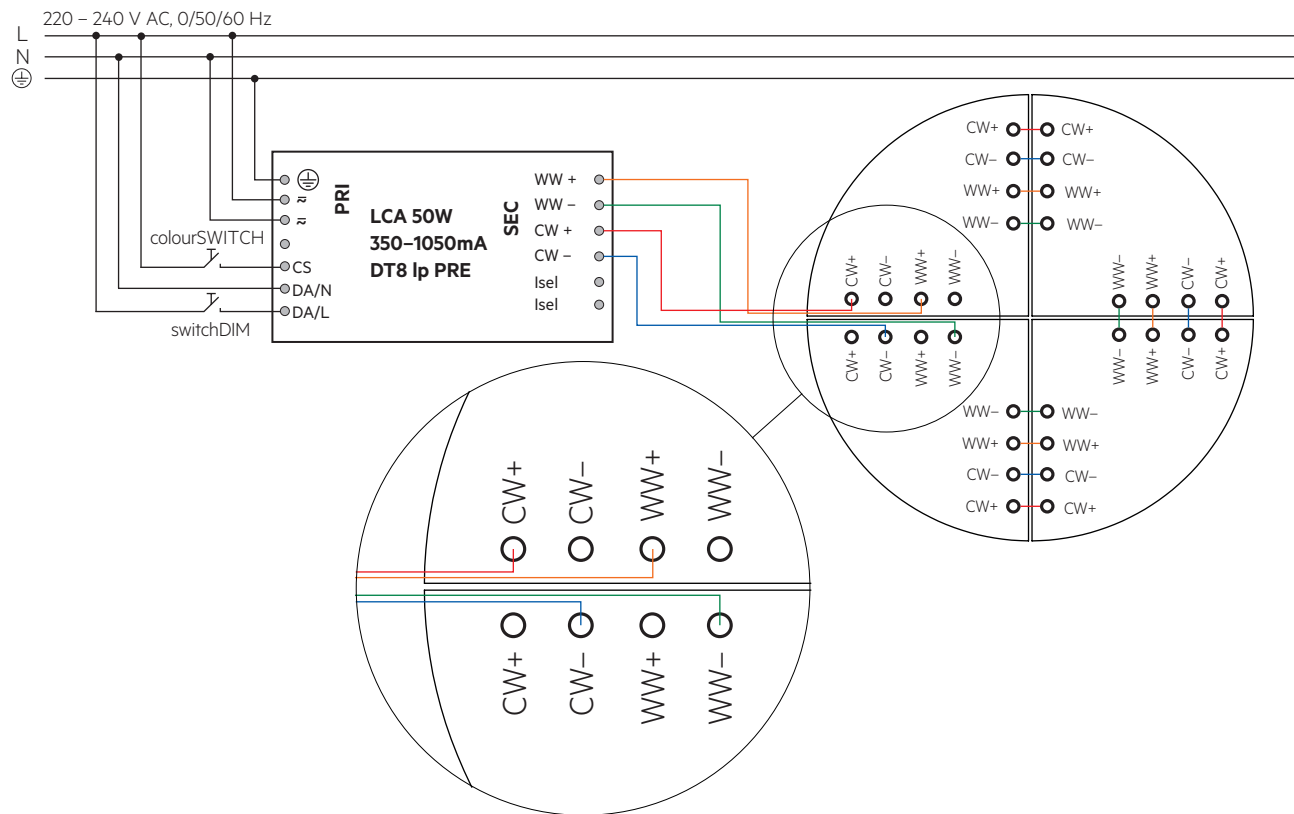 220 – 240 V AC, 0/50/60 Hz
L
N
PRI
LCA 50W
350–1050mA
DT8 lp PRE
SEC
≂
≂
colourSWITCH
CS
DA/N
DA/L
switchDIM
WW +
WW –
CW +
CW –
Isel
Isel
CW+ CW+
CW– CW–
WW+ WW+
WW– WW–
CW+ CW– WW+ WW–
CW+ CW– WW+ WW–
WW– WW+ CW– CW+
WW– WW+ CW– CW+
WW– WW–
WW+ WW+
CW– CW–
CW+ CW+
CW+ CW– WW+ WW–
CW+ CW– WW+ WW–